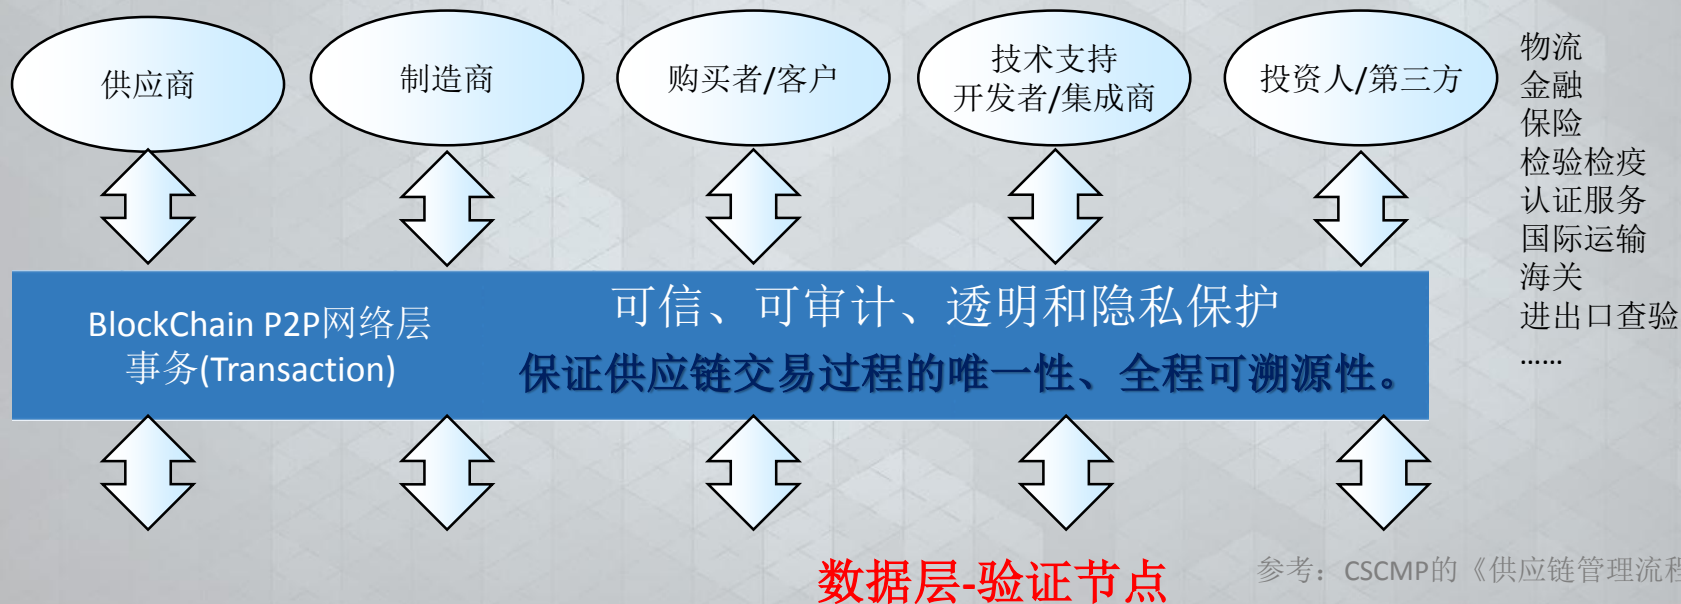 供应商
制造商
购买者/客户
技术支持
开发者/集成商
投资人/第三方
物流
金融
保险
检验检疫
认证服务
国际运输
海关
进出口查验
......
BlockChain P2P网络层
事务(Transaction)
可信、可审计、透明和隐私保护
保证供应链交易过程的唯一性、全程可溯源性。
数据层-验证节点
参考：CSCMP的《供应链管理流程